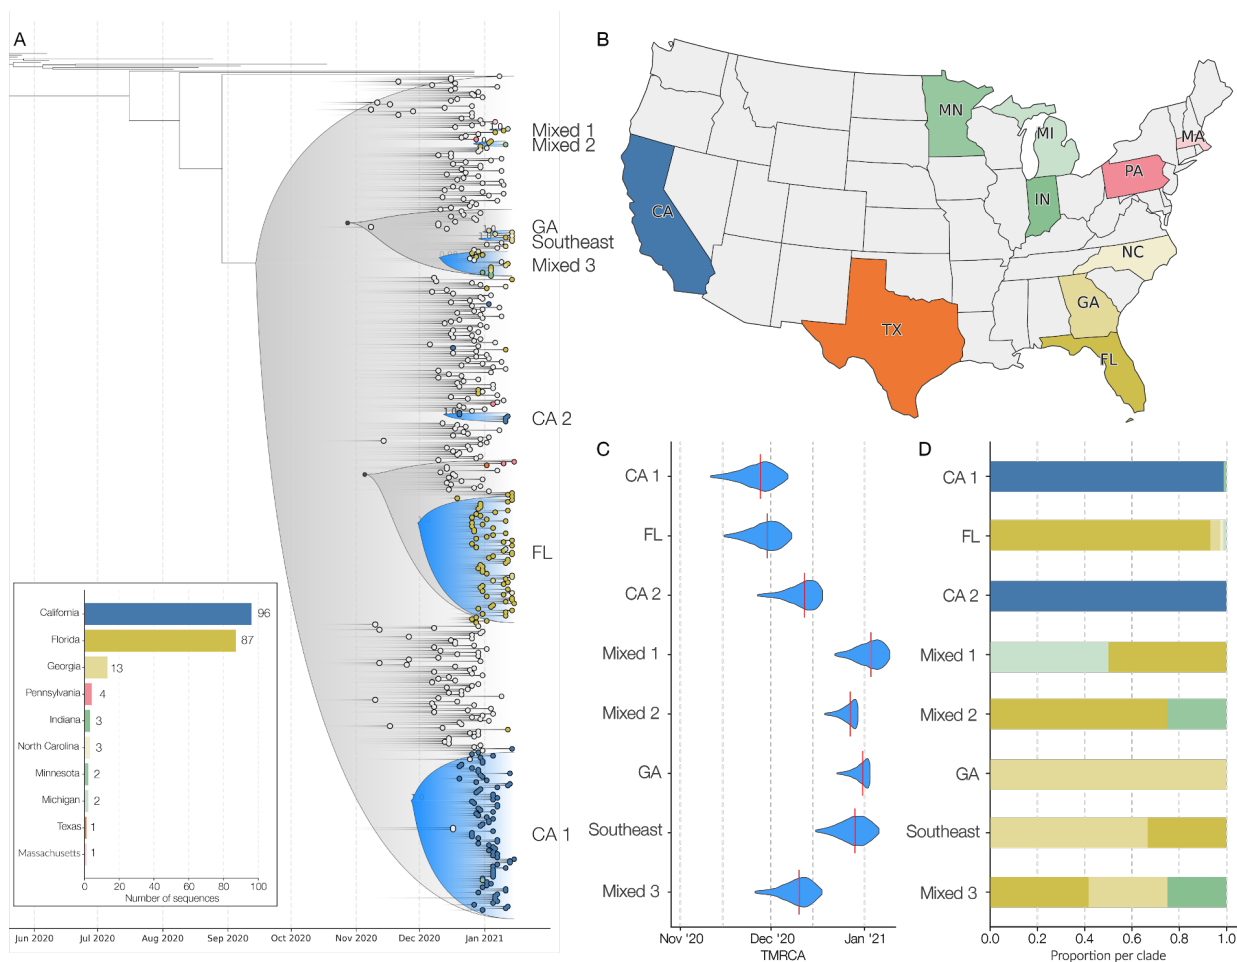 A
Mixed 1
Mixed 2
GA
Southeast
Mixed 3
CA 2
FL
CA 1
California 96
Florida 87
Georgia 13
Pennsylvania 4
Indiana 3
North Carolina 3
Minnesota 2
Michigan 2
Texas 1
Massachusetts 1
0 20 40 60 80 100
Number of sequences
Jun 2020 Jul 2020 Aug 2020 Sep 2020 Oct 2020 Nov 2020 Dec 2020 Jan 2021
B
MN
MI
MA
PA
IN
CA
NC
GA
TX
FL
C
CA 1
FL
CA 2
Mixed 1
Mixed 2
GA
Southeast
Mixed 3
Nov '20 Dec '20 Jan '21
TMRCA
D
CA 1
FL
CA 2
Mixed 1
Mixed 2
GA
Southeast
Mixed 3
0.0 0.2 0.4 0.6 0.8 1.0
Proportion per clade